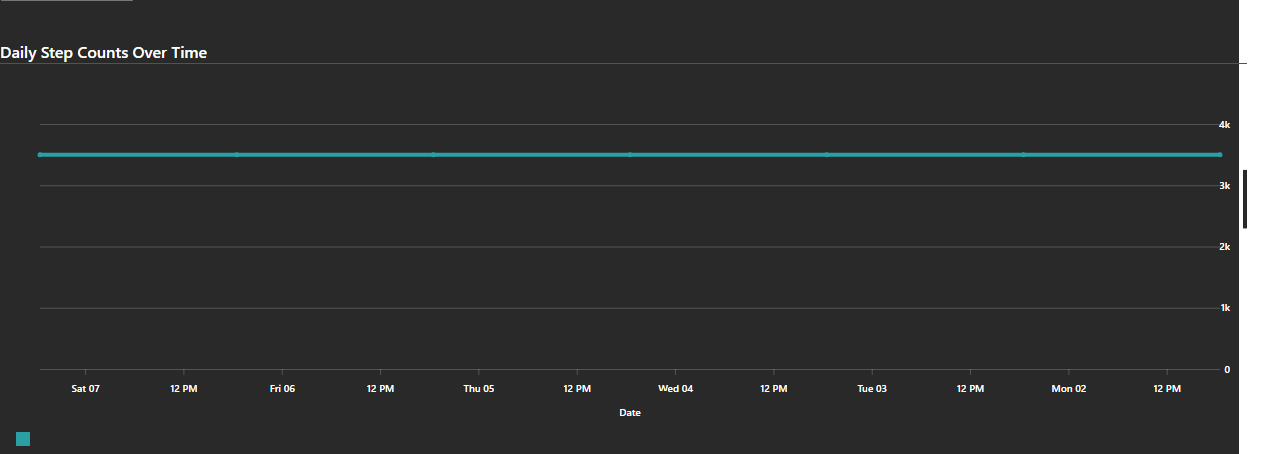 Daily Step Counts Over Time
4k
3k
2k
1k
0
Sat 07 12 PM Fri 06 12 PM Thu 05 12 PM Wed 04 12 PM Tue 03 12 PM Mon 02 12 PM
Date